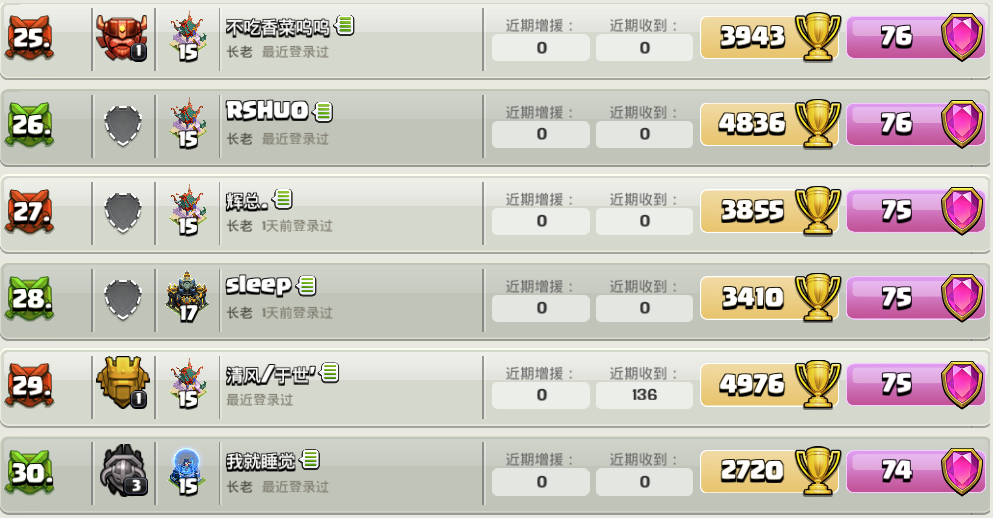 25.
1
15
不吃香菜呜呜
长老 最近登录过
近期增援：
0
近期收到：
0
3943
76
26.
15
RSHUO
长老 最近登录过
近期增援：
0
近期收到：
0
4836
76
27.
15
辉总.
长老 1天前登录过
近期增援：
0
近期收到：
0
3855
75
28.
17
sleep
长老 1天前登录过
近期增援：
0
近期收到：
0
3410
75
29.
1
15
清风/于世'
最近登录过
近期增援：
0
近期收到：
136
4976
75
30.
3
15
我就睡觉
长老 最近登录过
近期增援：
0
近期收到：
0
2720
74